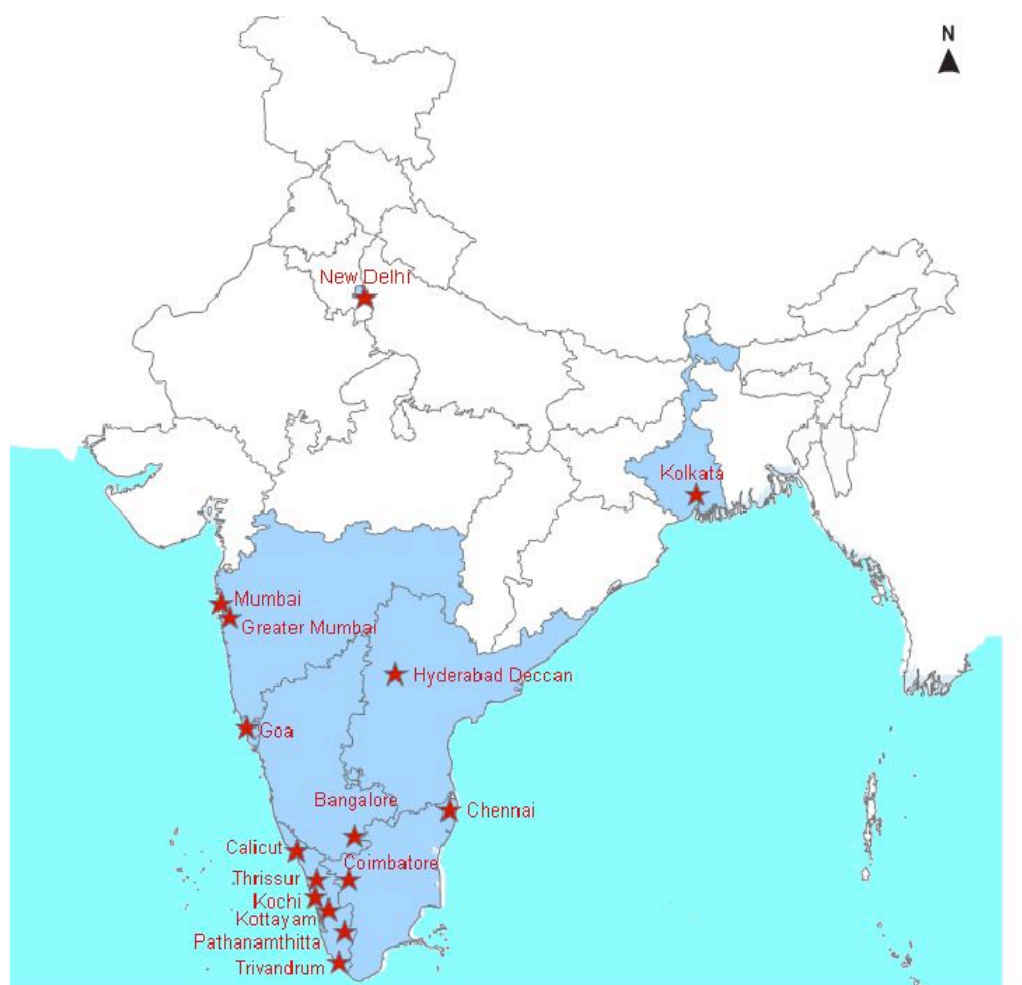 N
New Delhi
Kolkata
Mumbai
Greater Mumbai
Hyderabad Deccan
Goa
Bangalore
Chennai
Calicut
Coimbatore
Thrissur
Kochi
Kottayam
Pathanamthitta
Trivandrum